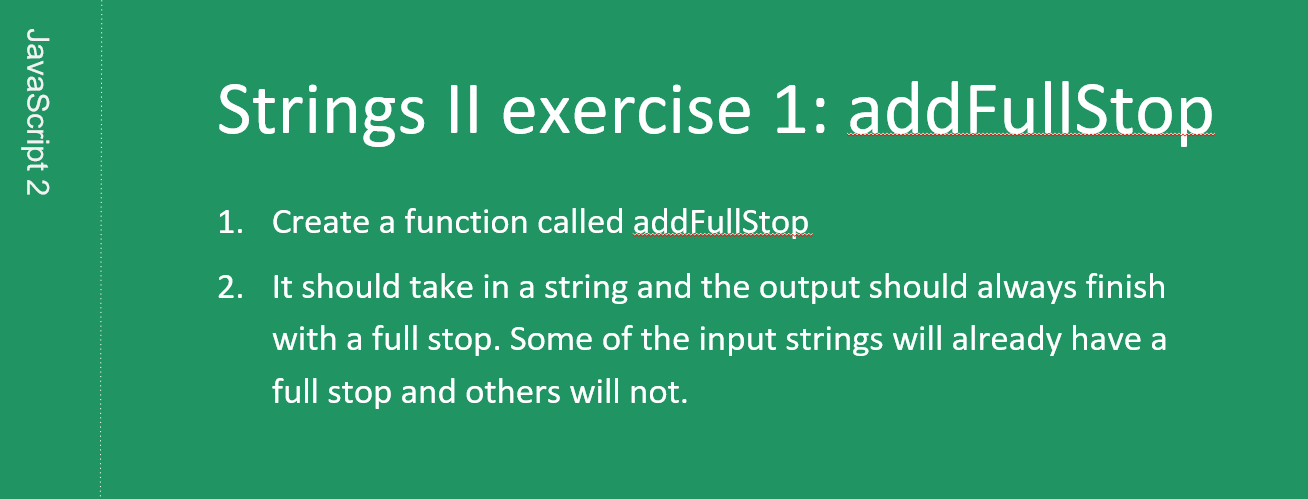 JavaScript 2
Strings II exercise 1: addFullStop
1. Create a function called addFullStop
2. It should take in a string and the output should always finish
with a full stop. Some of the input strings will already have a
full stop and others will not.